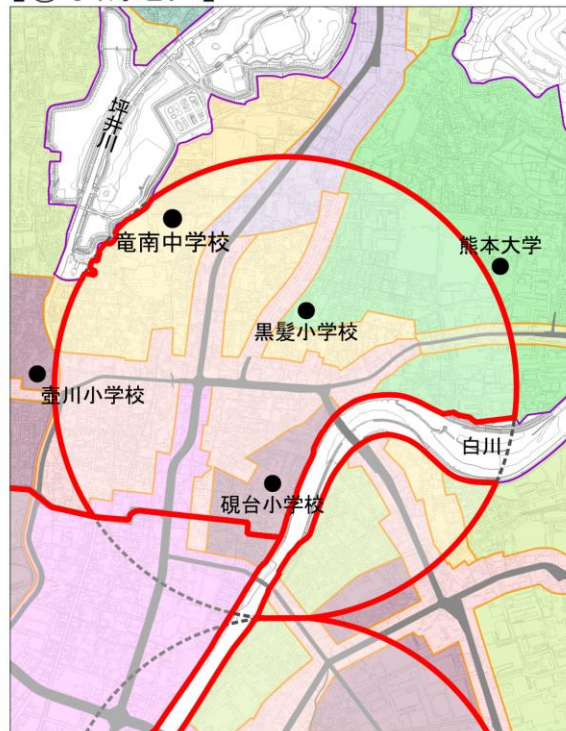 坪井川
竜南中学校
熊本大学
黒髪小学校
壺川小学校
白川
硯台小学校